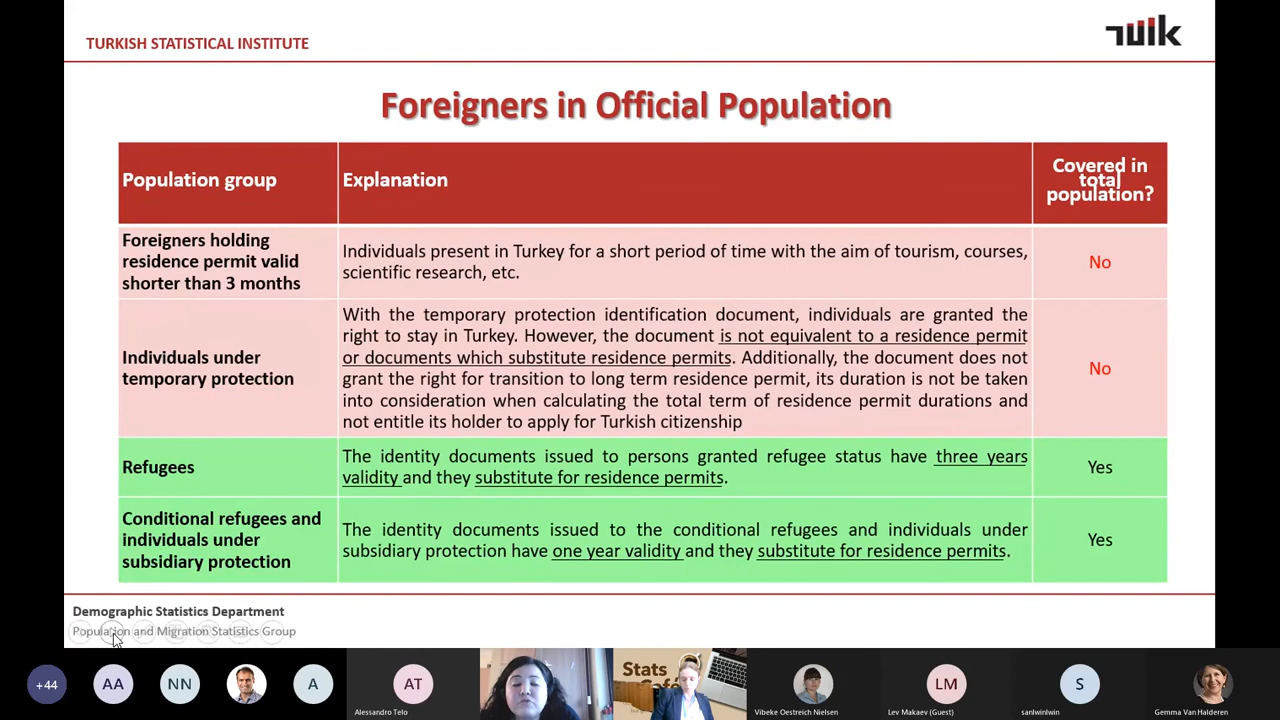 TURKISH STATISTICAL INSTITUTE
TUIK
Foreigners in Official Population
Population group
Explanation
Covered in
total
population?
Foreigners holding
residence permit valid
shorter than 3 months
Individuals present in Turkey for a short period of time with the aim of tourism, courses,
scientific research, etc.
No
Individuals under
temporary protection
With the temporary protection identification document, individuals are granted the
right to stay in Turkey. However, the document is not equivalent to a residence permit
or documents which substitute residence permits. Additionally, the document does not
grant the right for transition to long term residence permit, its duration is not be taken
into consideration when calculating the total term of residence permit durations and
not entitle its holder to apply for Turkish citizenship
No
Refugees
The identity documents issued to persons granted refugee status have three years
validity and they substitute for residence permits.
Yes
Conditional refugees and
individuals under
subsidiary protection
The identity documents issued to the conditional refugees and individuals under
subsidiary protection have one year validity and they substitute for residence permits.
Yes
Demographic Statistics Department
Population and Migration Statistics Group
+44
AA
NN
A
AT
Alessandro Telo
Stats
Vibeke Oestreich Nielsen
LM
Lev Makaev (Guest)
S
sanlwinlwin
Gemma Van Halderen